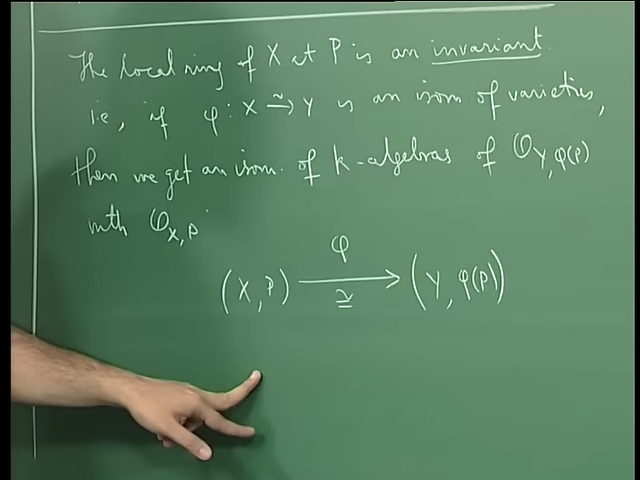 The local ring of X at P is an invariant.
i.e., if φ : X ⥲ Y is an isom of varieties,
then we get an isom. of k-algebras of 𝒪_{Y, φ(P)}
with 𝒪_{X, P}.
φ
(X, P) ⟶ (Y, φ(P))
≅